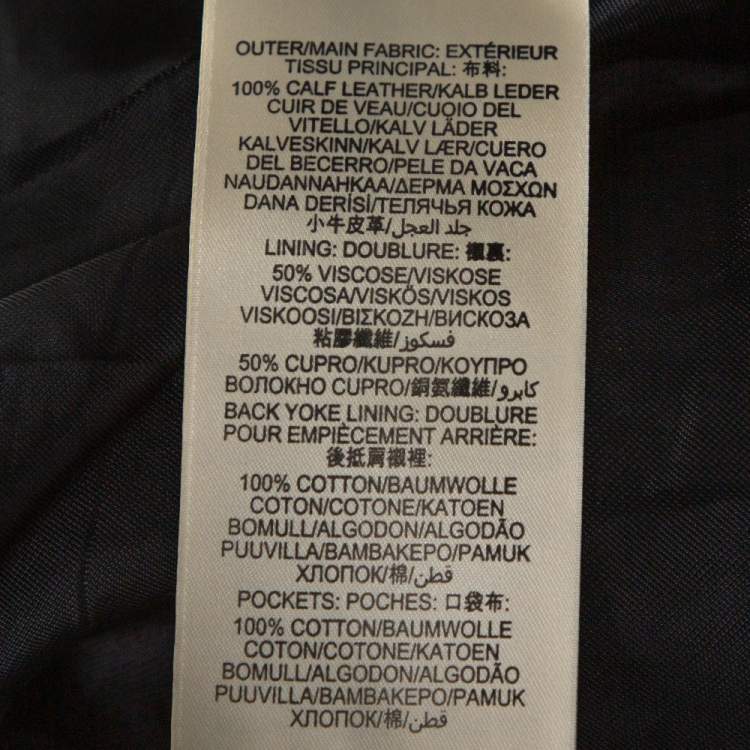 OUTER/MAIN FABRIC: EXTÉRIEUR
TISSU PRINCIPAL: 布料:
100% CALF LEATHER/KALB LEDER
CUIR DE VEAU/CUOIO DEL
VITELLO/KALV LÄDER
KALVESKINN/KALV LÆR/CUERO
DEL BECERRO/PELE DA VACA
NAUDANNAHKAA/ΔΕΡΜΑ ΜΟΣΧΩΝ
DANA DERİSİ/ТЕЛЯЧЬЯ КОЖА
小牛皮革/جلد العجل
LINING: DOUBLURE: 襯裏:
50% VISCOSE/VISKOSE
VISCOSA/VISKÖS/VISKOS
VISKOOSI/ΒΙΣΚΟΖΗ/ВИСКОЗА
粘膠纖維/فسكوز
50% CUPRO/KUPRO/ΚΟΥΠΡΟ
ВОЛОКНО CUPRO/銅氨纖維/كابرو
BACK YOKE LINING: DOUBLURE
POUR EMPIÈCEMENT ARRIÈRE:
後抵肩襯裡:
100% COTTON/BAUMWOLLE
COTON/COTONE/KATOEN
BOMULL/ALGODON/ALGODÃO
PUUVILLA/ΒΑΜΒΑΚΕΡΟ/PAMUK
ХЛОПОК/棉/قطن
POCKETS: POCHES: 口袋布:
100% COTTON/BAUMWOLLE
COTON/COTONE/KATOEN
BOMULL/ALGODON/ALGODÃO
PUUVILLA/ΒΑΜΒΑΚΕΡΟ/PAMUK
ХЛОПОК/棉/قطن